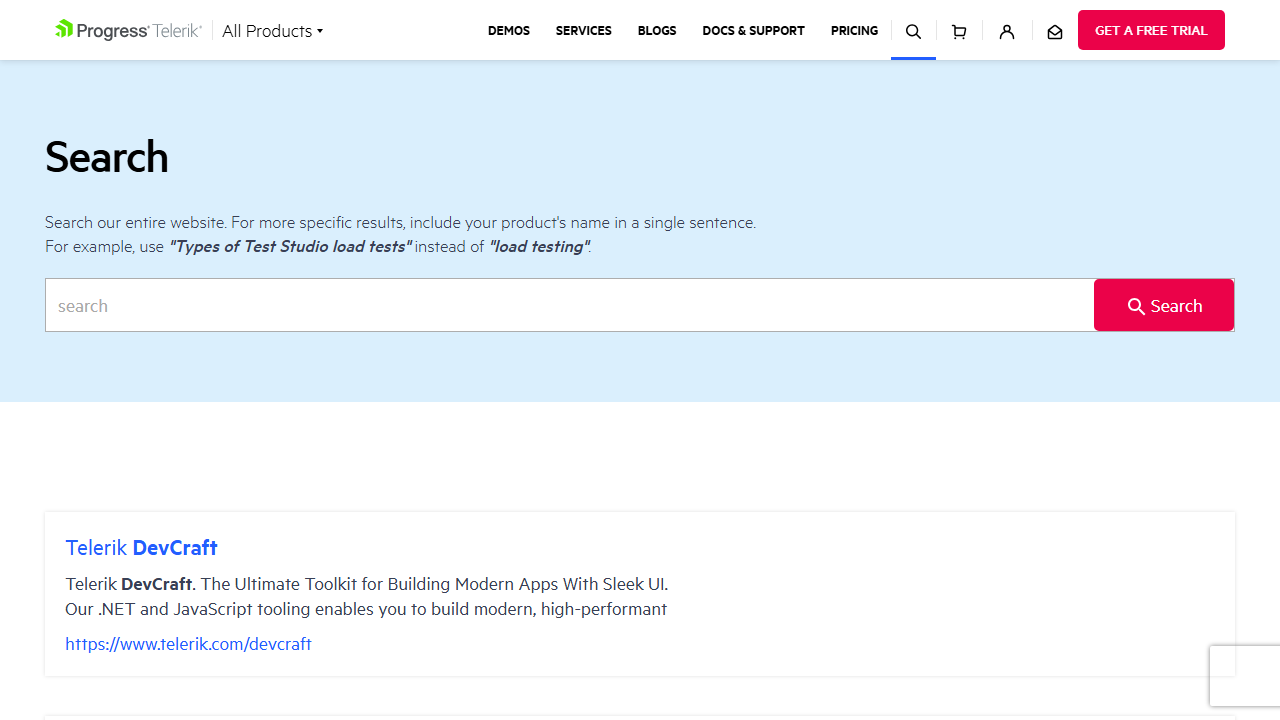 Progress® Telerik®
All Products
DEMOS
SERVICES
BLOGS
DOCS & SUPPORT
PRICING
GET A FREE TRIAL
Search
Search our entire website. For more specific results, include your product's name in a single sentence.
For example, use "Types of Test Studio load tests" instead of "load testing".
search
Search
Telerik DevCraft
Telerik DevCraft. The Ultimate Toolkit for Building Modern Apps With Sleek UI.
Our .NET and JavaScript tooling enables you to build modern, high-performant
https://www.telerik.com/devcraft